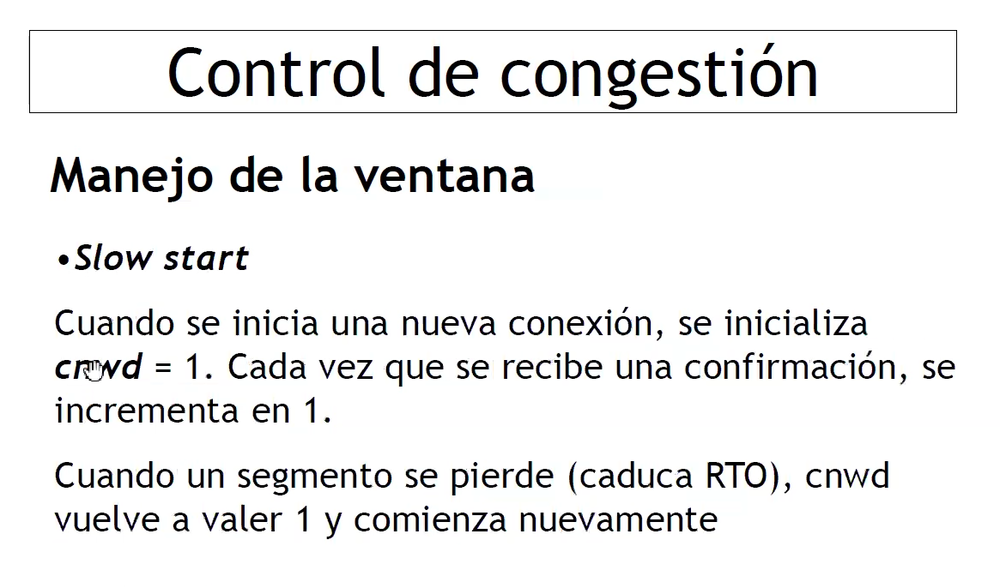 Control de congestión
Manejo de la ventana
•Slow start
Cuando se inicia una nueva conexión, se inicializa
cnwd = 1. Cada vez que se recibe una confirmación, se
incrementa en 1.
Cuando un segmento se pierde (caduca RTO), cnwd
vuelve a valer 1 y comienza nuevamente